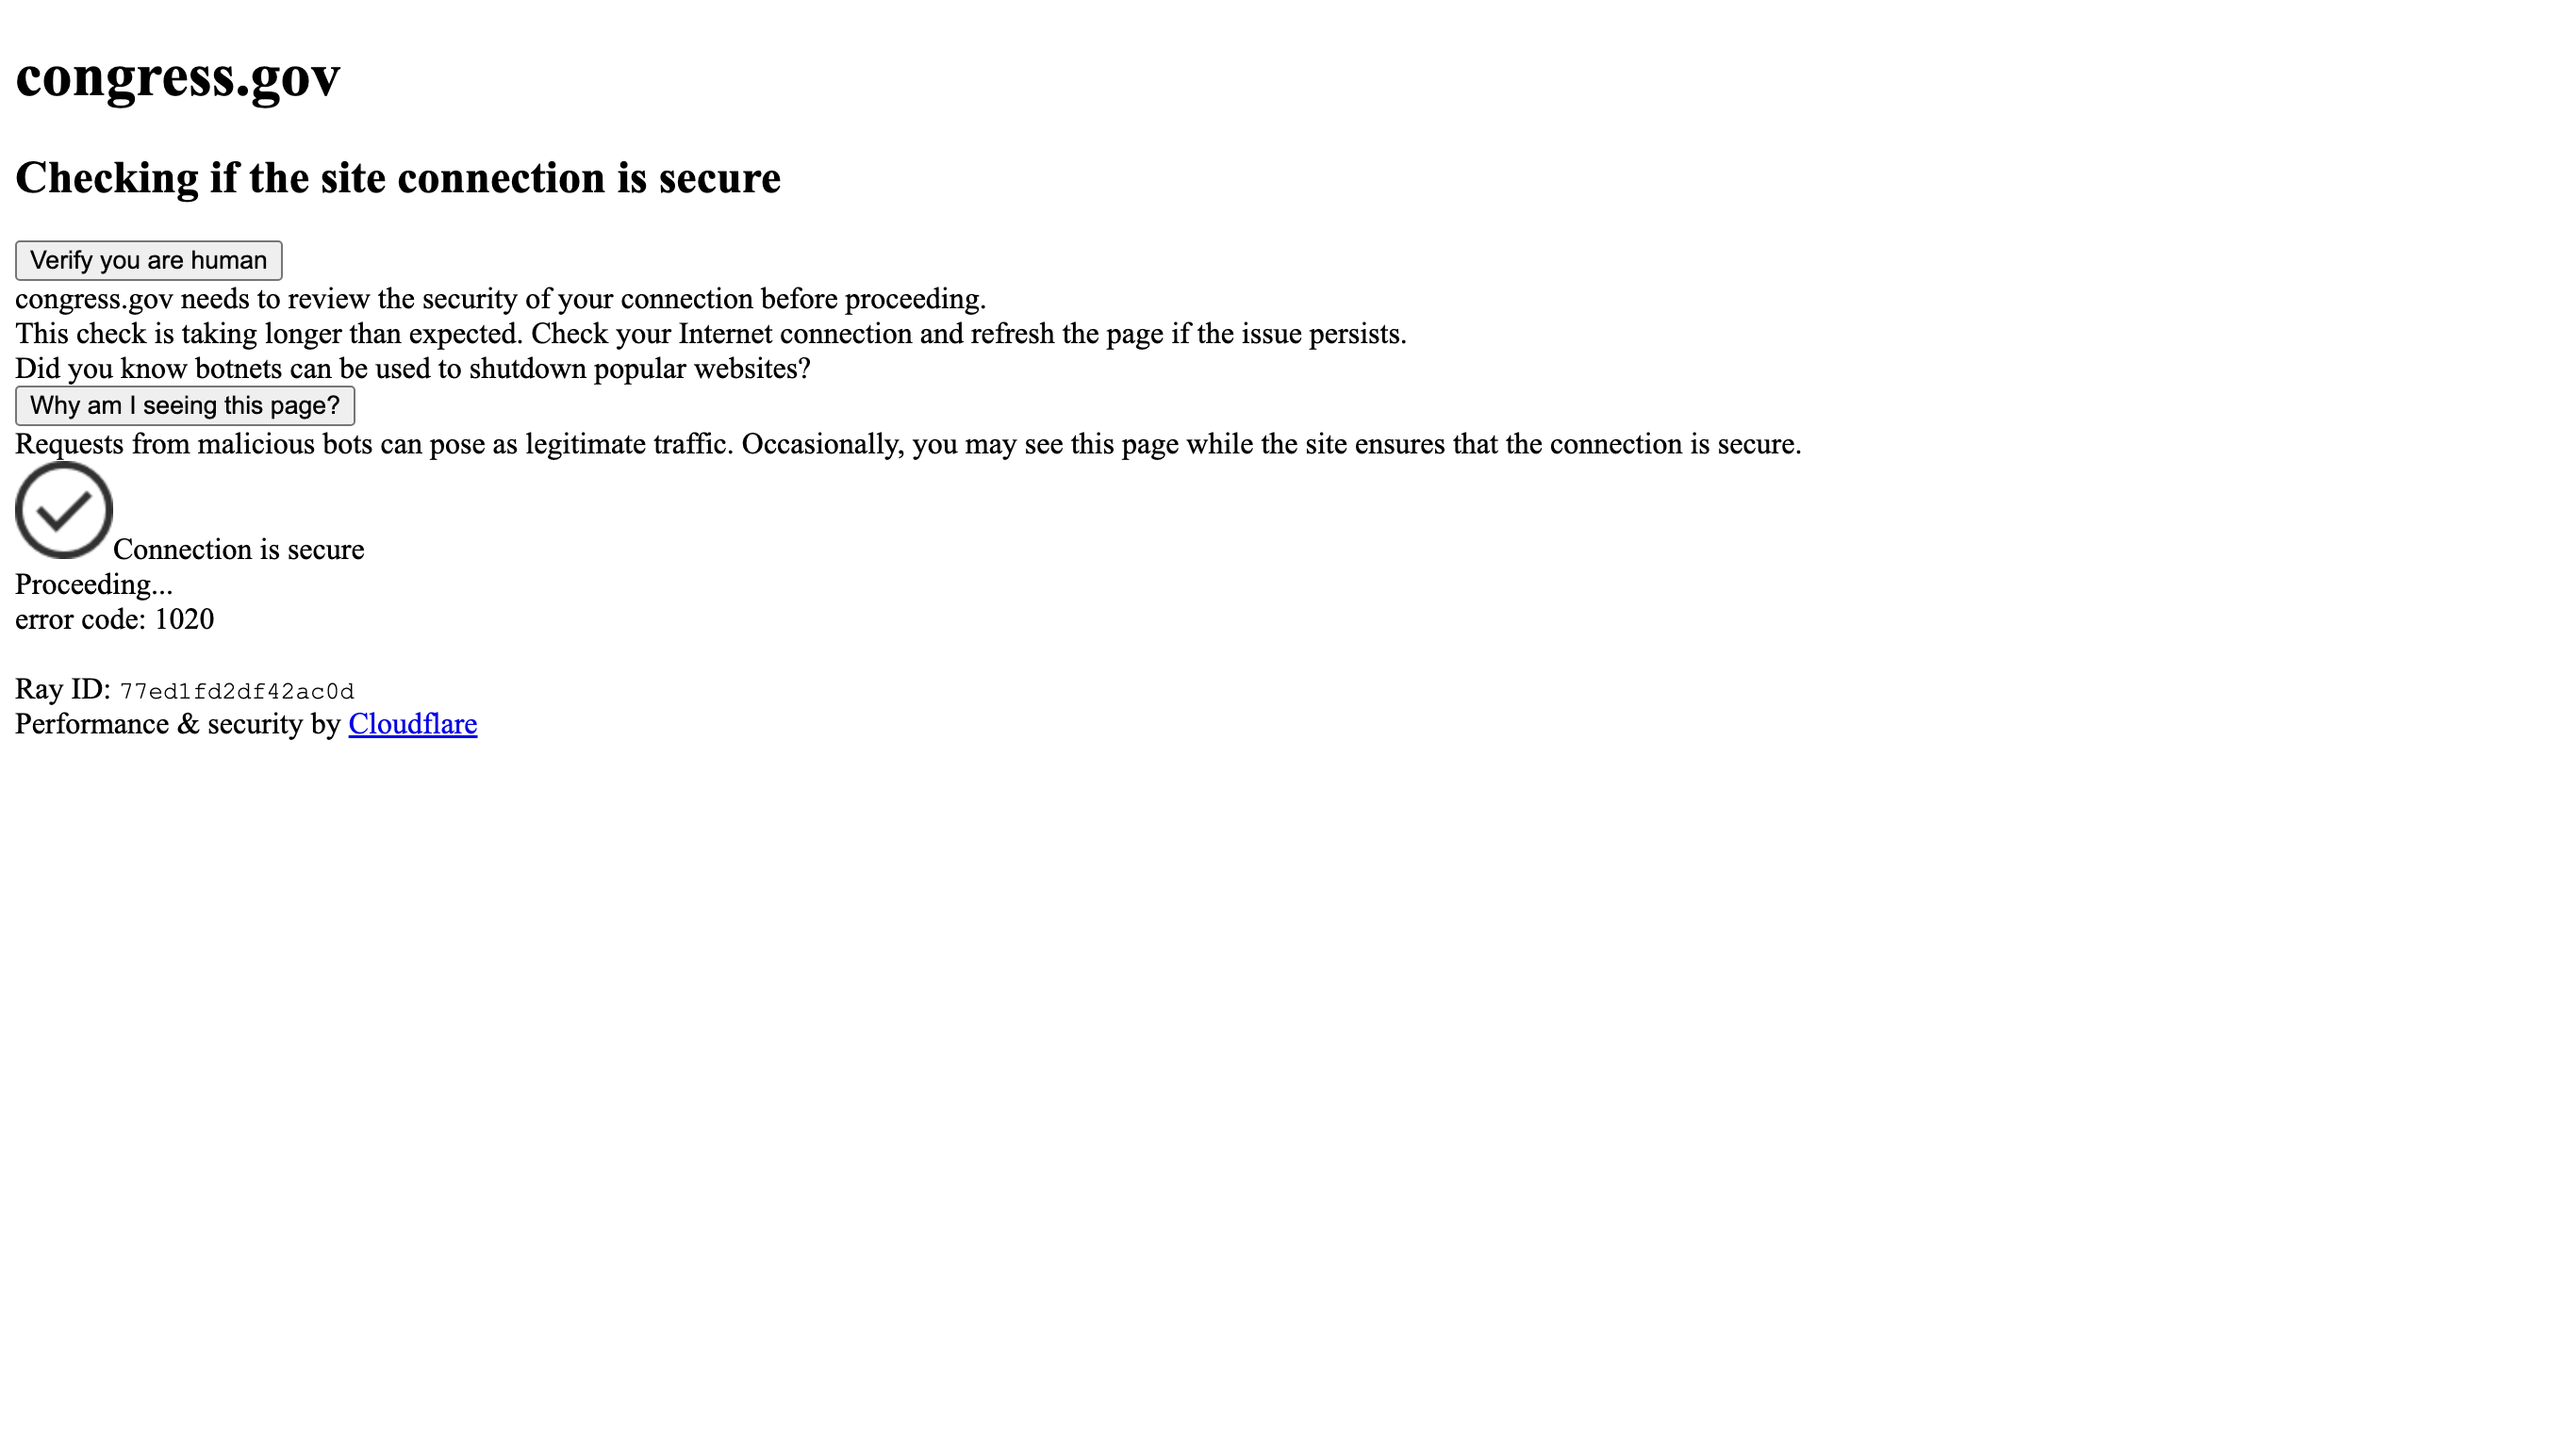 congress.gov
Checking if the site connection is secure
Verify you are human
congress.gov needs to review the security of your connection before proceeding.
This check is taking longer than expected. Check your Internet connection and refresh the page if the issue persists.
Did you know botnets can be used to shutdown popular websites?
Why am I seeing this page?
Requests from malicious bots can pose as legitimate traffic. Occasionally, you may see this page while the site ensures that the connection is secure.
Connection is secure
Proceeding...
error code: 1020
Ray ID: 77ed1fd2df42ac0d
Performance & security by Cloudflare